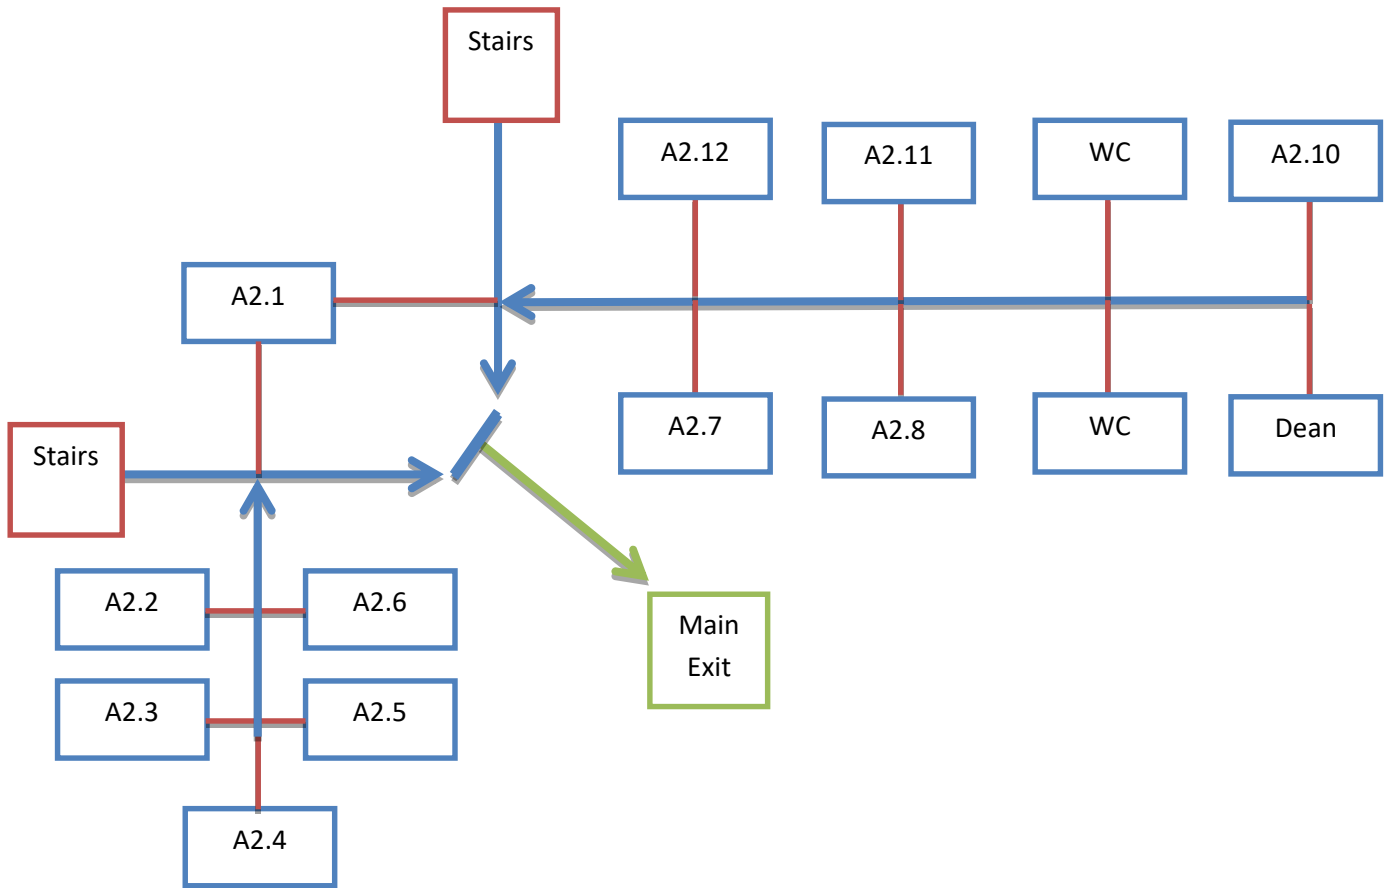 Stairs
A2.12
A2.11
WC
A2.10
A2.1
A2.7
A2.8
WC
Dean
Stairs
A2.2
A2.6
Main
Exit
A2.3
A2.5
A2.4